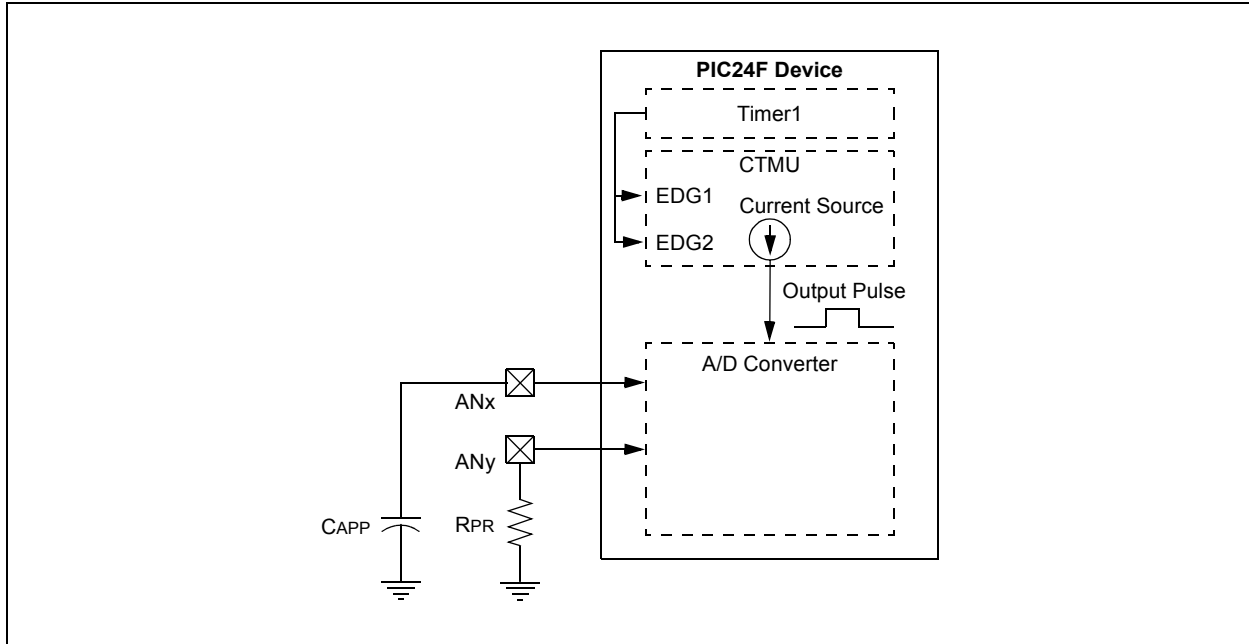 PIC24F Device
Timer1
CTMU
EDG1
Current Source
EDG2
Output Pulse
A/D Converter
ANx
ANy
CAPP
RPR